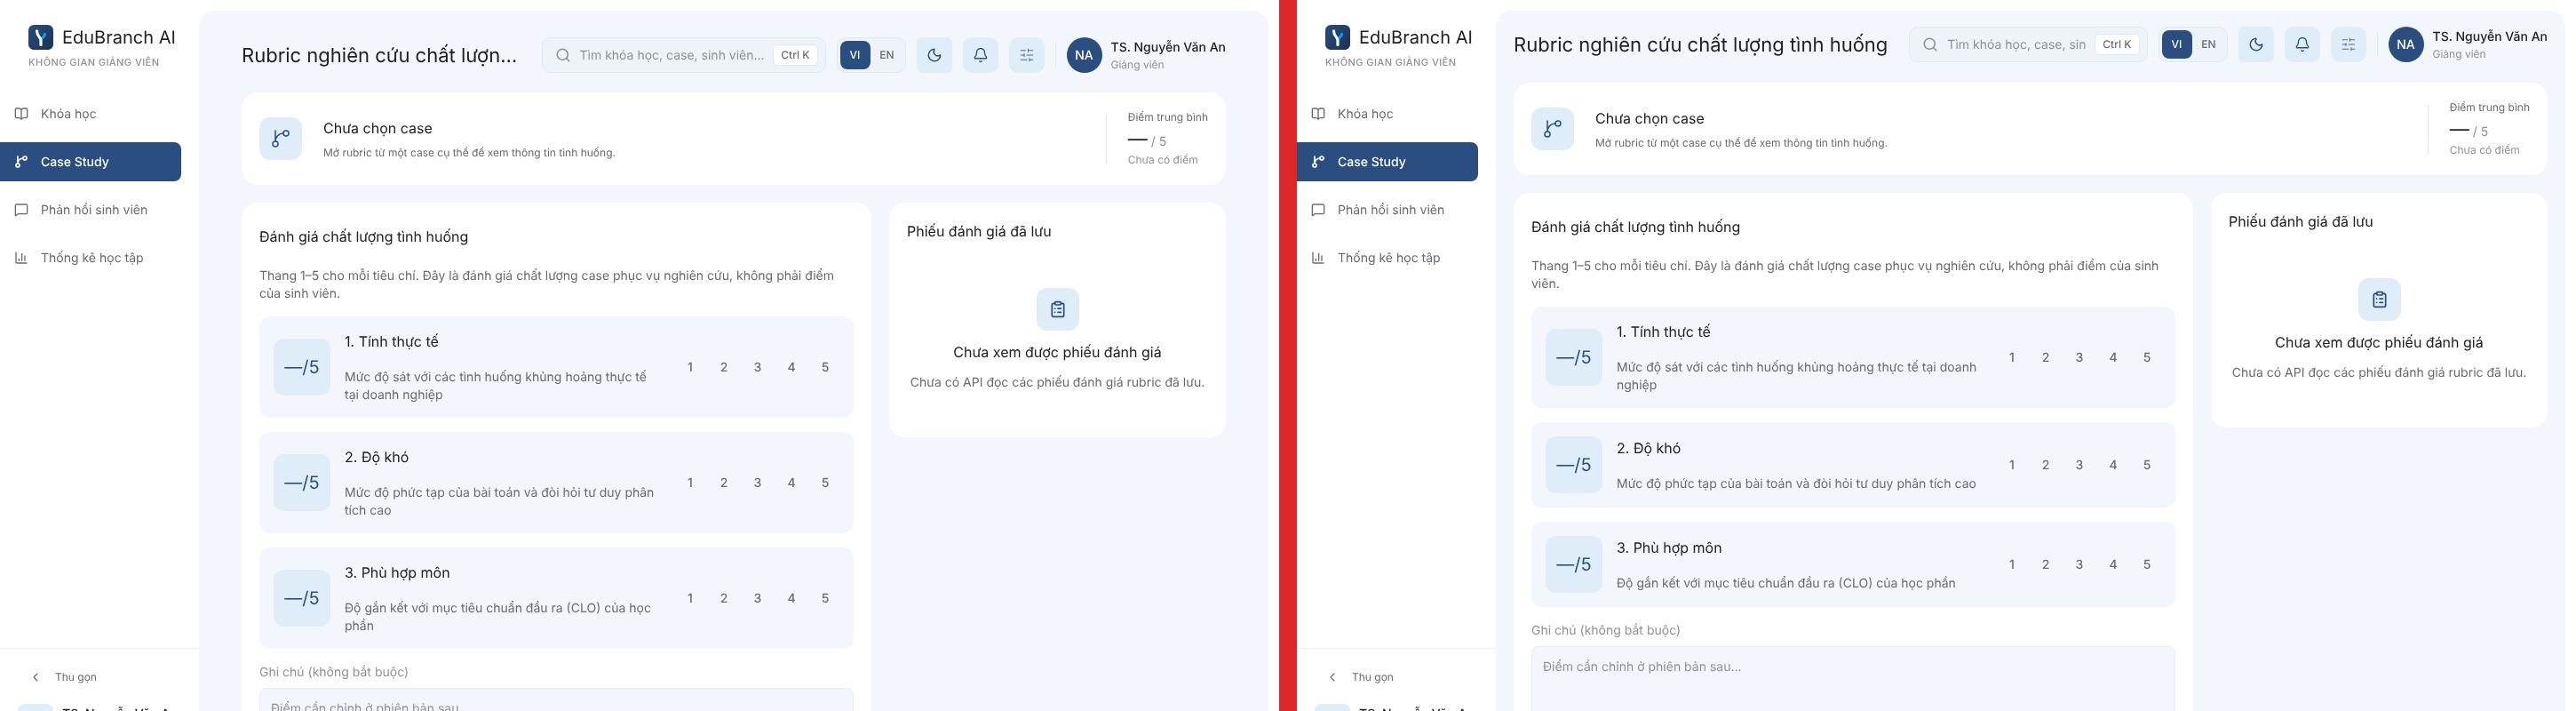 EduBranch AI
KHÔNG GIAN GIẢNG VIÊN
Khóa học
Case Study
Phản hồi sinh viên
Thống kê học tập
Thu gọn
Rubric nghiên cứu chất lượn...
Tìm khóa học, case, sinh viên...
Ctrl K
VI
EN
NA
TS. Nguyễn Văn An
Giảng viên
Chưa chọn case
Mở rubric từ một case cụ thể để xem thông tin tình huống.
Điểm trung bình
— / 5
Chưa có điểm
Đánh giá chất lượng tình huống
Thang 1–5 cho mỗi tiêu chí. Đây là đánh giá chất lượng case phục vụ nghiên cứu, không phải điểm
của sinh viên.
—/5
1. Tính thực tế
Mức độ sát với các tình huống khủng hoảng thực tế
tại doanh nghiệp
1 2 3 4 5
—/5
2. Độ khó
Mức độ phức tạp của bài toán và đòi hỏi tư duy phân
tích cao
1 2 3 4 5
—/5
3. Phù hợp môn
Độ gắn kết với mục tiêu chuẩn đầu ra (CLO) của học
phần
1 2 3 4 5
Ghi chú (không bắt buộc)
Điểm cần chỉnh ở phiên bản sau
Phiếu đánh giá đã lưu
Chưa xem được phiếu đánh giá
Chưa có API đọc các phiếu đánh giá rubric đã lưu.
EduBranch AI
KHÔNG GIAN GIẢNG VIÊN
Khóa học
Case Study
Phản hồi sinh viên
Thống kê học tập
Thu gọn
Rubric nghiên cứu chất lượng tình huống
Tìm khóa học, case, sin
Ctrl K
VI
EN
NA
TS. Nguyễn Văn An
Giảng viên
Chưa chọn case
Mở rubric từ một case cụ thể để xem thông tin tình huống.
Điểm trung bình
— / 5
Chưa có điểm
Đánh giá chất lượng tình huống
Thang 1–5 cho mỗi tiêu chí. Đây là đánh giá chất lượng case phục vụ nghiên cứu, không phải điểm của sinh
viên.
—/5
1. Tính thực tế
Mức độ sát với các tình huống khủng hoảng thực tế tại doanh
nghiệp
1 2 3 4 5
—/5
2. Độ khó
Mức độ phức tạp của bài toán và đòi hỏi tư duy phân tích cao
1 2 3 4 5
—/5
3. Phù hợp môn
Độ gắn kết với mục tiêu chuẩn đầu ra (CLO) của học phần
1 2 3 4 5
Ghi chú (không bắt buộc)
Điểm cần chỉnh ở phiên bản sau...
Phiếu đánh giá đã lưu
Chưa xem được phiếu đánh giá
Chưa có API đọc các phiếu đánh giá rubric đã lưu.